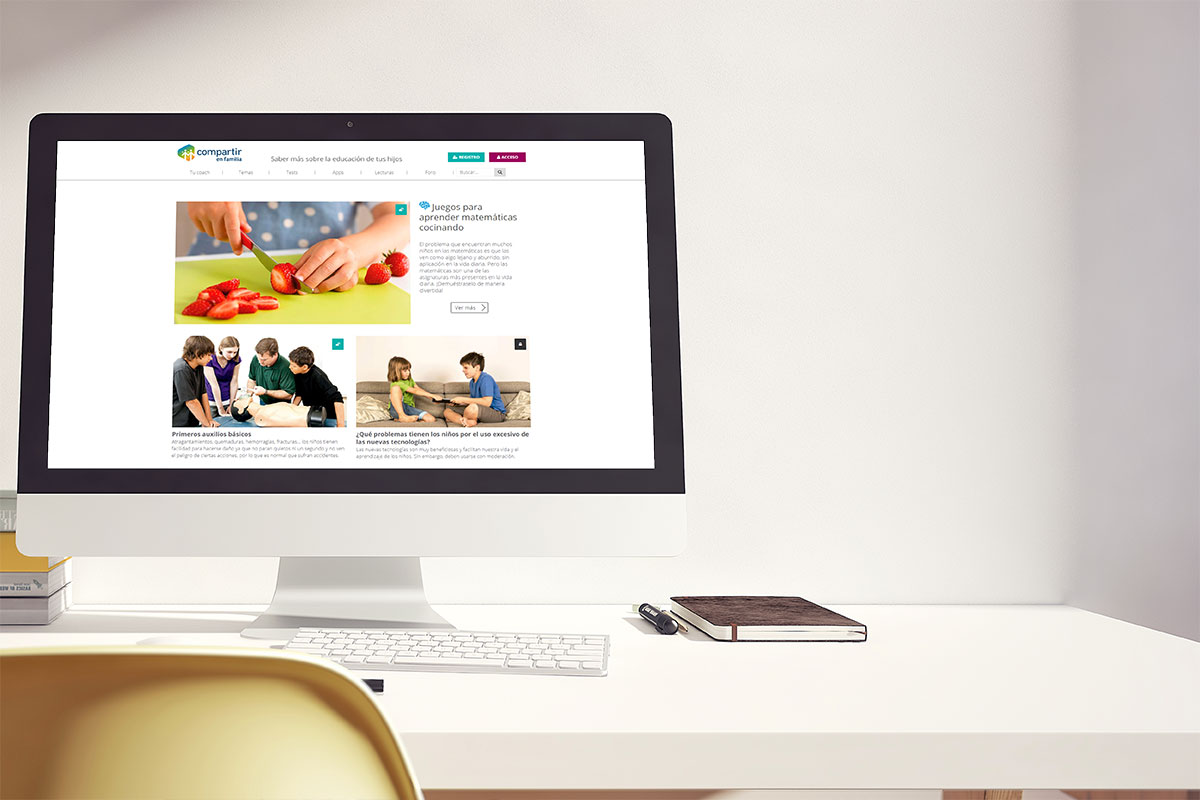 compartir
en familia
Saber más sobre la educación de tus hijos
REGISTRO
ACCESO
Tu coach | Temas | Tests | Apps | Lecturas | Foro | Buscar...
Juegos para
aprender matemáticas
cocinando
El problema que encuentran muchos
niños en las matemáticas es que las
ven como algo lejano y aburrido, sin
aplicación en la vida diaria. Pero las
matemáticas son una de las
asignaturas más presentes en la vida
diaria. ¡Demuéstraselo de manera
divertida!
Ver más
Primeros auxilios básicos
Atragantamientos, quemaduras, hemorragias, fracturas... los niños tienen
facilidad para hacerse daño ya que no paran quietos ni un segundo y no ven
el peligro de ciertas acciones, por lo que es normal que sufran accidentes.
¿Qué problemas tienen los niños por el uso excesivo de
las nuevas tecnologías?
Las nuevas tecnologías son muy beneficiosas y facilitan nuestra vida y el
aprendizaje de los niños. Sin embargo, deben usarse con moderación.